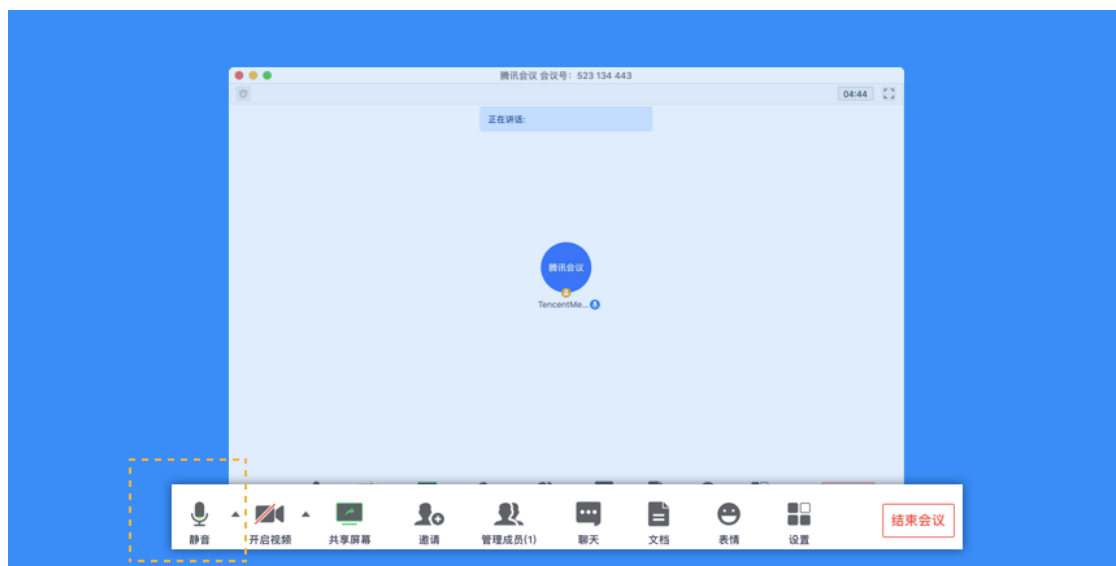 腾讯会议 会议号：523 134 443
04:44
正在讲话:
腾讯会议
TencentMe...
静音
开启视频
共享屏幕
邀请
管理成员(1)
聊天
文档
表情
设置
结束会议